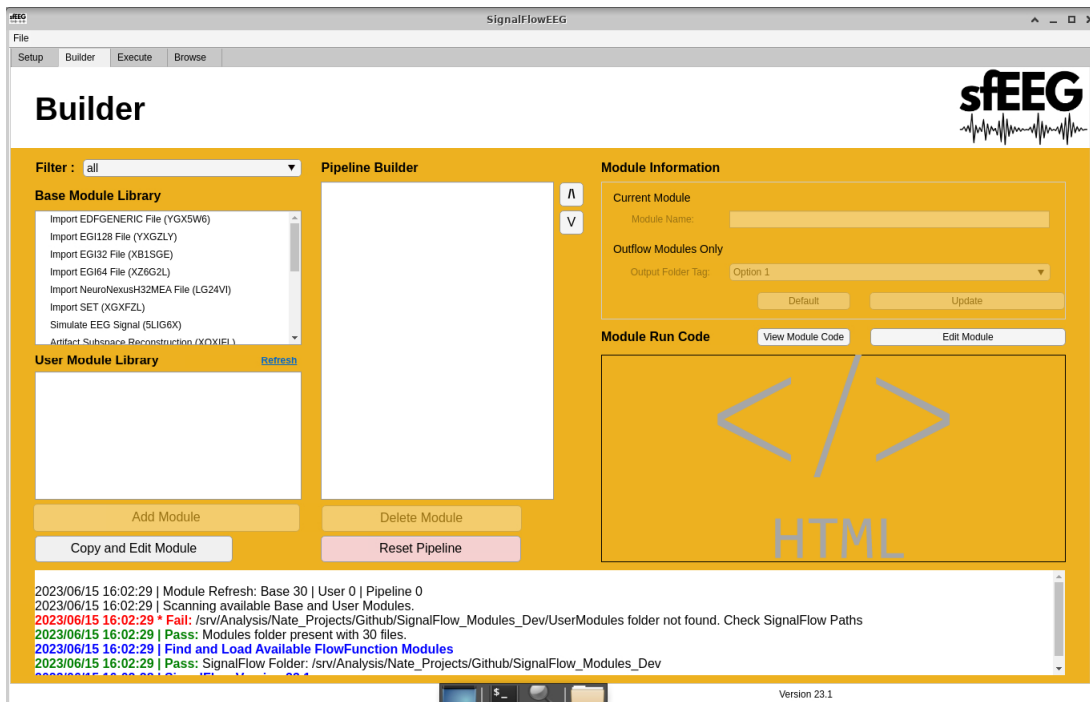 sfEEG
SignalFlowEEG
File
Setup Builder Execute Browse
Builder
sfEEG
Filter : all
Base Module Library
Import EDFGENERIC File (YGX5W6)
Import EGI128 File (YXGZLY)
Import EGI32 File (XB1SGE)
Import EGI64 File (XZ6G2L)
Import NeuroNexusH32MEA File (LG24VI)
Import SET (XGXFZL)
Simulate EEG Signal (5LIG6X)
Artifact Subspace Reconstruction (XOXIEL)
User Module Library Refresh
Add Module
Copy and Edit Module
Pipeline Builder
/\
V
Delete Module
Reset Pipeline
Module Information
Current Module
Module Name:
Outflow Modules Only
Output Folder Tag: Option 1
Default Update
Module Run Code View Module Code Edit Module
</>
HTML
2023/06/15 16:02:29 | Module Refresh: Base 30 | User 0 | Pipeline 0
2023/06/15 16:02:29 | Scanning available Base and User Modules.
2023/06/15 16:02:29 * Fail: /srv/Analysis/Nate_Projects/Github/SignalFlow_Modules_Dev/UserModules folder not found. Check SignalFlow Paths
2023/06/15 16:02:29 | Pass: Modules folder present with 30 files.
2023/06/15 16:02:29 | Find and Load Available FlowFunction Modules
2023/06/15 16:02:29 | Pass: SignalFlow Folder: /srv/Analysis/Nate_Projects/Github/SignalFlow_Modules_Dev
$_
Version 23.1